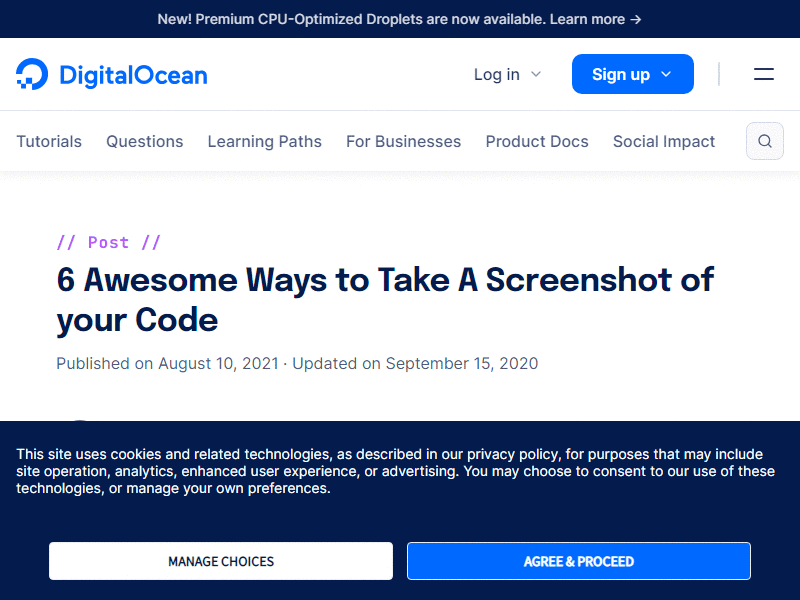 New! Premium CPU-Optimized Droplets are now available. Learn more →
DigitalOcean
Log in
Sign up
Tutorials
Questions
Learning Paths
For Businesses
Product Docs
Social Impact
// Post //
6 Awesome Ways to Take A Screenshot of
your Code
Published on August 10, 2021 · Updated on September 15, 2020
This site uses cookies and related technologies, as described in our privacy policy, for purposes that may include
site operation, analytics, enhanced user experience, or advertising. You may choose to consent to our use of these
technologies, or manage your own preferences.
MANAGE CHOICES
AGREE & PROCEED